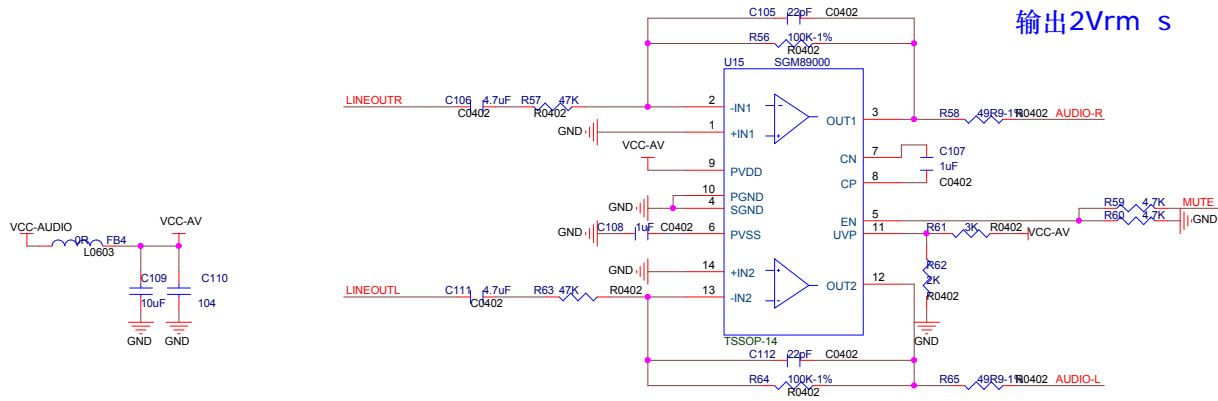 输出2Vrm s
C105 22pF C0402
R56 100K-1%
R0402
U15 SGM89000
LINEOUTR C106 4.7uF R57 47K
C0402 R0402
2 -IN1
1 +IN1
GND
OUT1 3
R58 49R9-1% R0402 AUDIO-R
VCC-AV
9 PVDD
CN 7
C107
1uF
CP 8
C0402
10 PGND
4 SGND
GND
EN 5
R59 4.7K MUTE
R60 4.7K
GND
GND C108 1uF C0402 6 PVSS
UVP 11
R61 3K R0402 VCC-AV
R62
2K
R0402
GND
14 +IN2
GND
13 -IN2
OUT2 12
LINEOUTL C111 4.7uF R63 47K R0402
C0402
TSSOP-14
GND
C112 22pF C0402
R64 100K-1%
R0402
R65 49R9-1% R0402 AUDIO-L
VCC-AUDIO
0R FB4
L0603
VCC-AV
C109
10uF
C110
104
GND GND